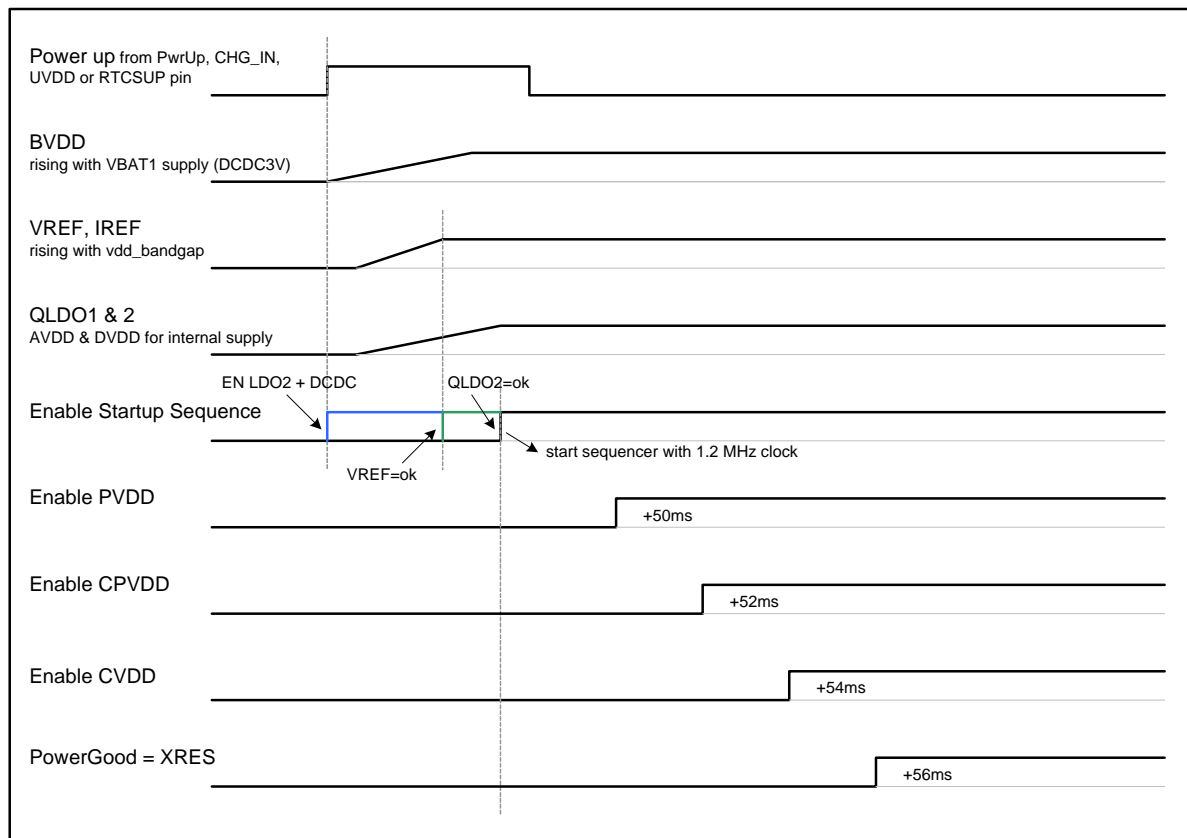 Power up from PwrUp, CHG_IN,
UVDD or RTCSUP pin
BVDD
rising with VBAT1 supply (DCDC3V)
VREF, IREF
rising with vdd_bandgap
QLDO1 & 2
AVDD & DVDD for internal supply
EN LDO2 + DCDC
QLDO2=ok
Enable Startup Sequence
start sequencer with 1.2 MHz clock
VREF=ok
Enable PVDD
+50ms
Enable CPVDD
+52ms
Enable CVDD
+54ms
PowerGood = XRES
+56ms